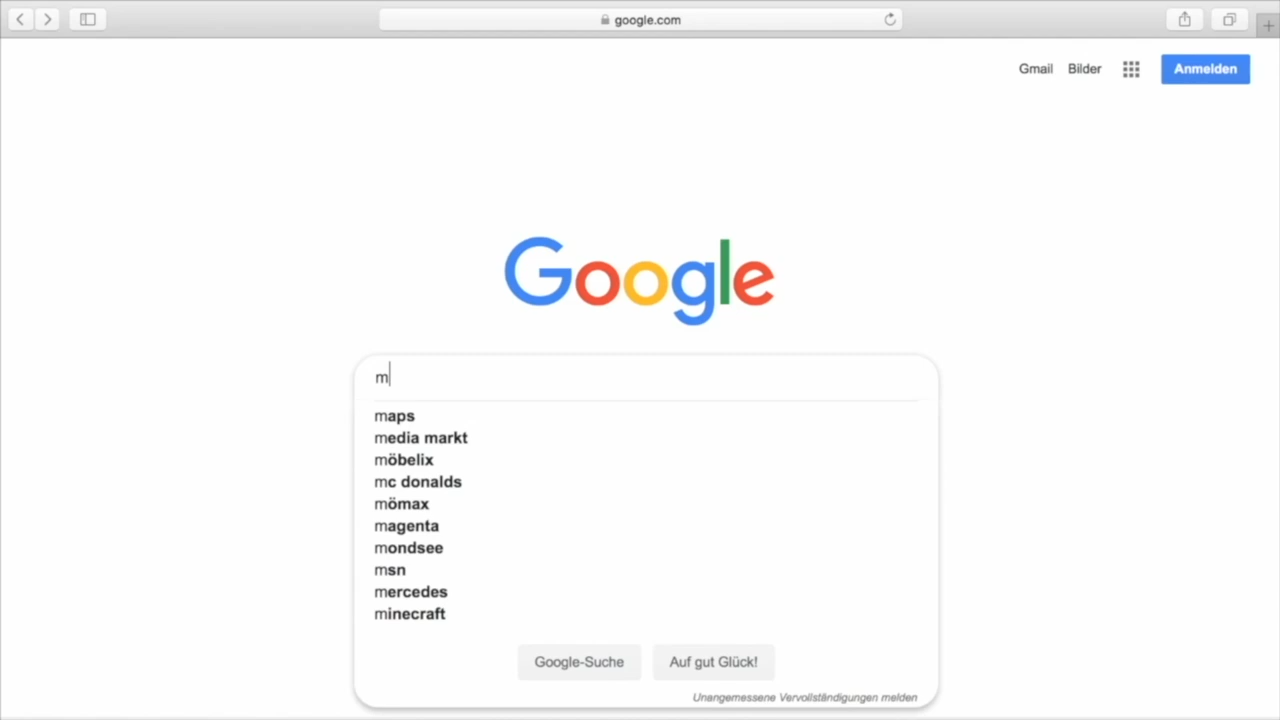 google.com
Gmail Bilder Anmelden
Google
m
maps
media markt
möbelix
mc donalds
mömax
magenta
mondsee
msn
mercedes
minecraft
Google-Suche Auf gut Glück!
Unangemessene Vervollständigungen melden